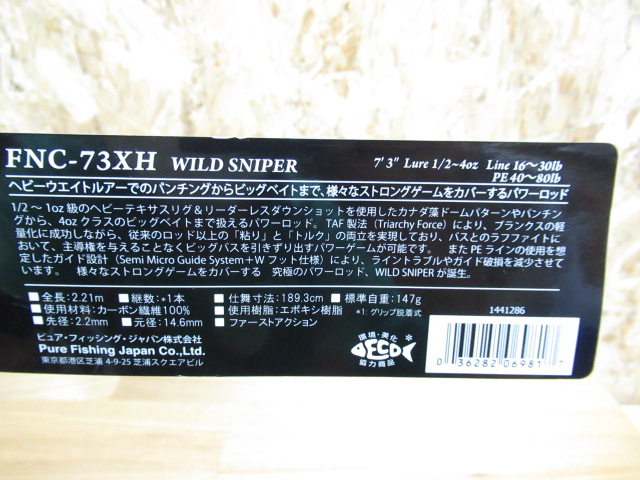 FNC-73XH WILD SNIPER 7'3" Lure 1/2~4oz Line 16~30lb
PE 40~80lb
ヘビーウエイトルアーでのパンチングからビッグベイトまで、様々なストロングゲームをカバーするパワーロッド
1/2~1oz級のヘビーテキサスリグ&リーダーレスダウンショットを使用したカナダ藻ドームパターンやパンチン
グから、4ozクラスのビッグベイトまで扱えるパワーロッド。TAF製法(Triarchy Force)により、ブランクスの軽
量化に成功しながら、従来のロッド以上の「粘り」と「トルク」の両立を実現しており、バスとのラフファイトに
おいて、主導権を与えることなくビッグバスを引きずり出すパワーゲームが可能。 またPEラインの使用を想
定したガイド設計(Semi Micro Guide System+Wフット仕様)により、ライントラブルやガイド破損を減少させて
います。 様々なストロングゲームをカバーする 究極のパワーロッド、WILD SNIPERが誕生。
■全長:2.21m ■継数:*1本 ■仕舞寸法:189.3cm ■標準自重:147g
■使用材料:カーボン繊維100% ■使用樹脂:エポキシ樹脂 *1:グリップ脱着式
■先径:2.2mm ■元径:14.6mm ■ファーストアクション
1441286
ピュア・フィッシング・ジャパン株式会社
Pure Fishing Japan Co.,Ltd.
東京都港区芝浦4-9-25 芝浦スクエアビル
環境・美化
DECO
協力商品
0 36282 06981 7